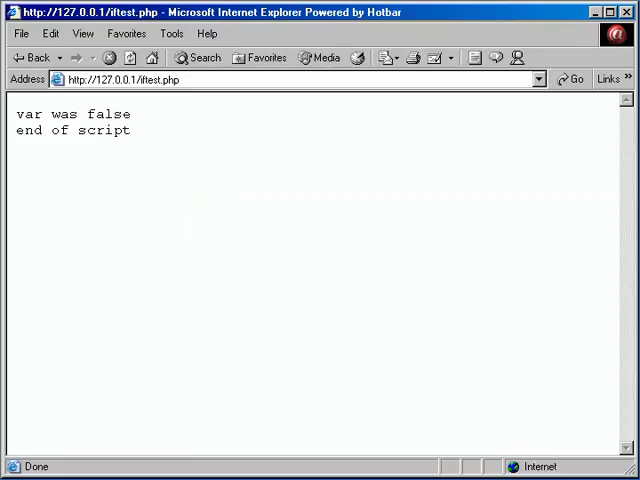 http://127.0.0.1/iftest.php - Microsoft Internet Explorer Powered by Hotbar
File Edit View Favorites Tools Help
Back Search Favorites Media
Address http://127.0.0.1/iftest.php Go Links »
var was false
end of script
Done Internet